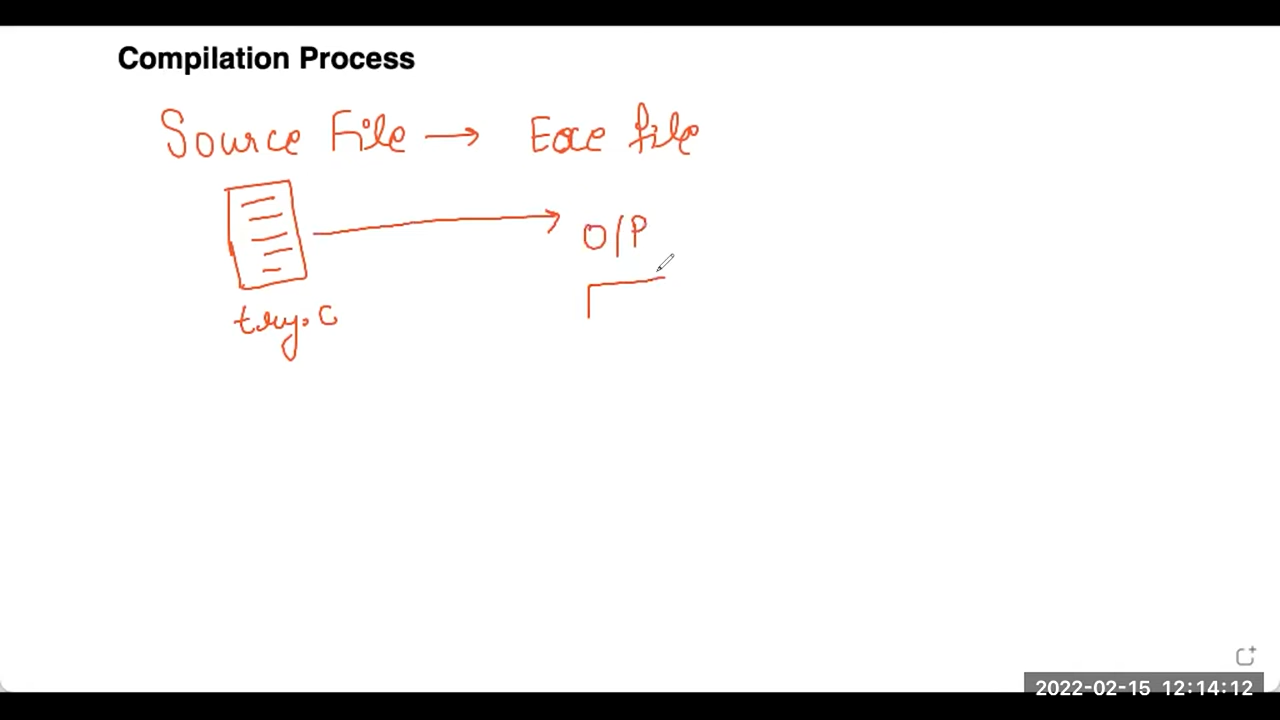 Compilation Process
Source File → Exe file
O/P
try.c
2022-02-15 12:14:12